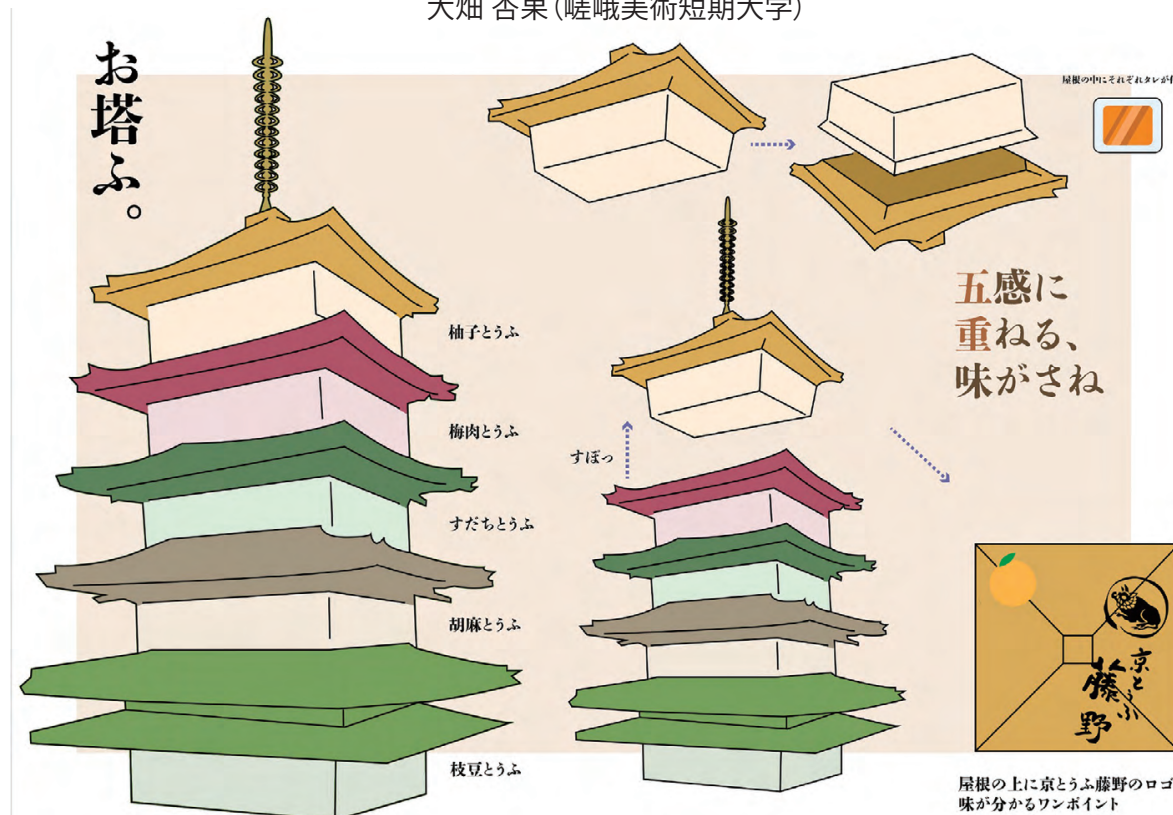 大畑 杏果（嵯峨美術短期大学）
お塔ふ。
屋根の中にそれぞれタレが
柚子とうふ
梅肉とうふ
すだちとうふ
胡麻とうふ
枝豆とうふ
すぽっ
五感に
重ねる、
味がさね
京とうふ
藤野
屋根の上に京とうふ藤野のロゴ
味が分かるワンポイント